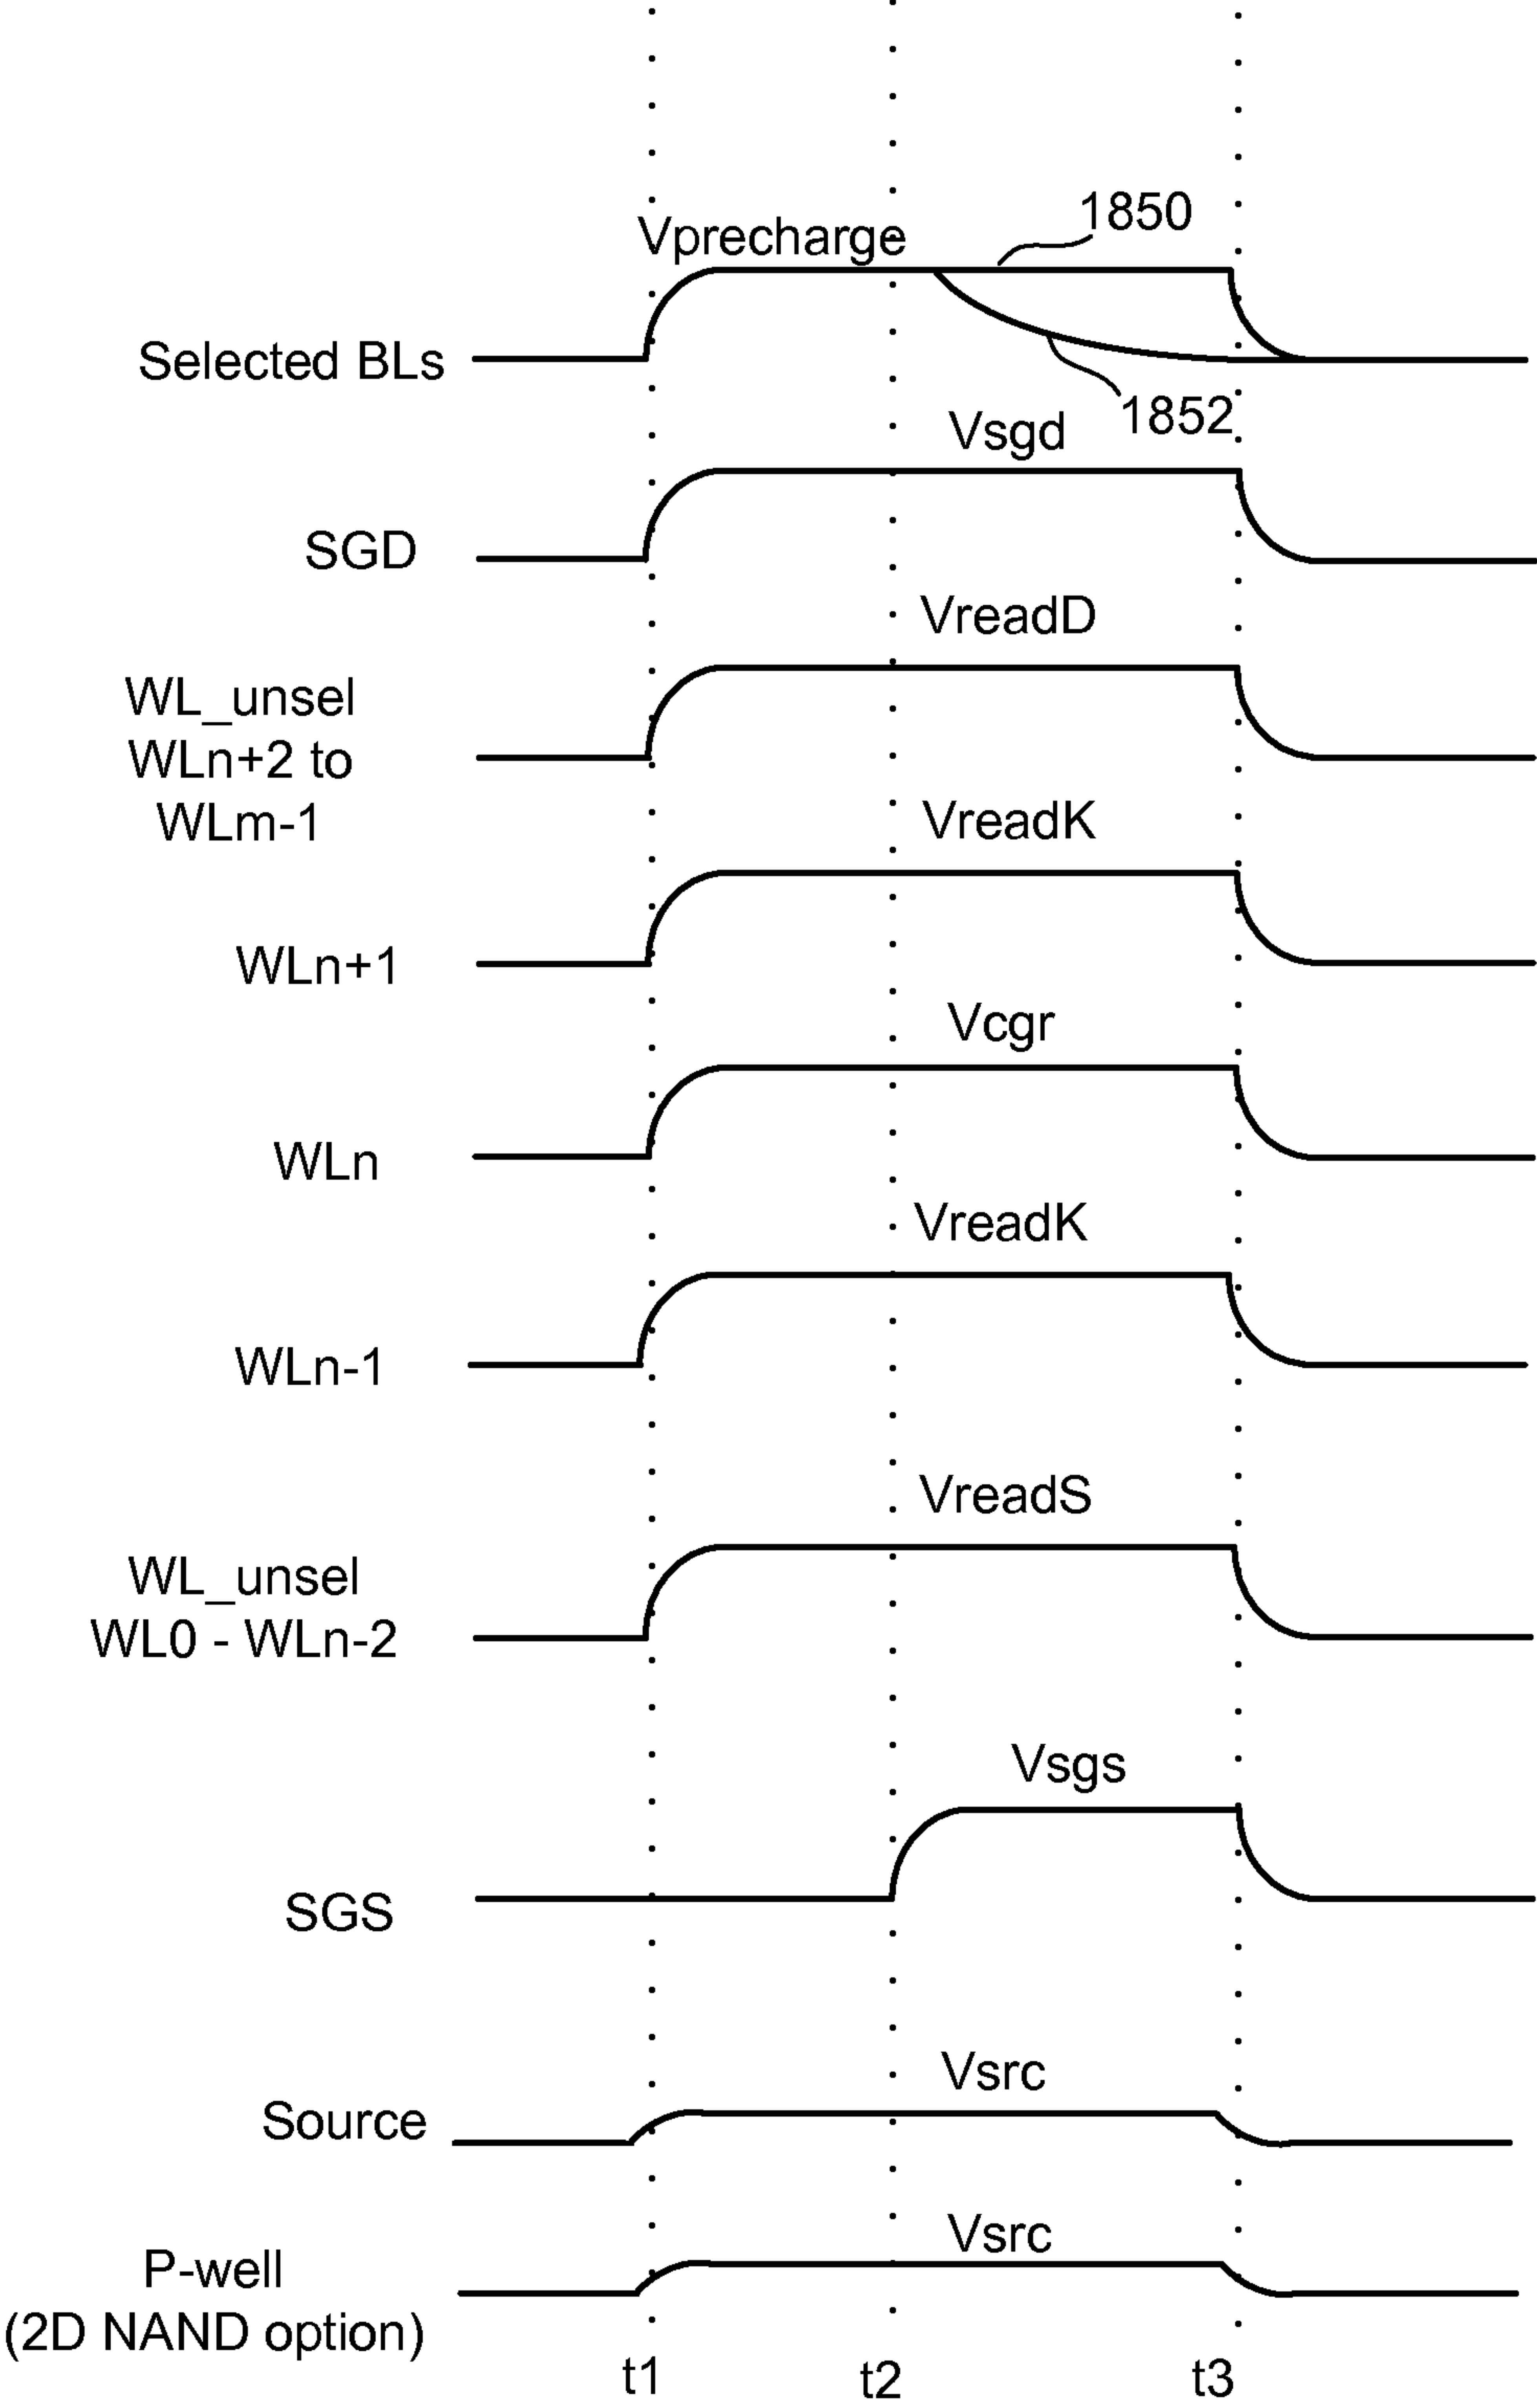 1850
Vprecharge
Selected BLs
1852
Vsgd
SGD
VreadD
WL_unsel
WLn+2 to
WLm-1
VreadK
WLn+1
Vcgr
WLn
VreadK
WLn-1
VreadS
WL_unsel
WL0 - WLn-2
Vsgs
SGS
Vsrc
Source
Vsrc
P-well
(2D NAND option)
t1 t2 t3